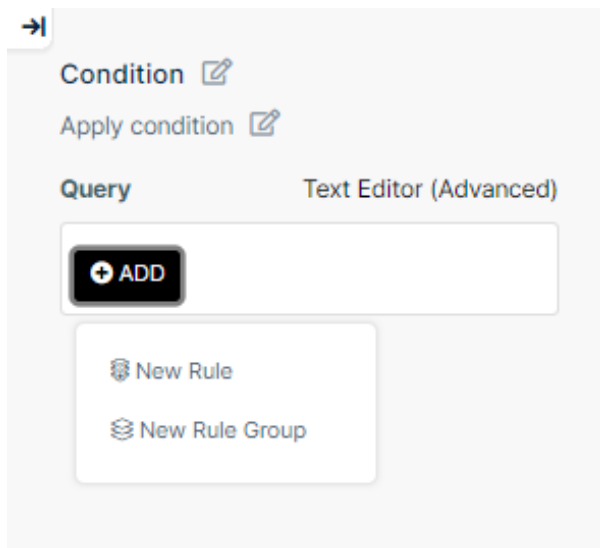 Condition
Apply condition
Query Text Editor (Advanced)
ADD
New Rule
New Rule Group